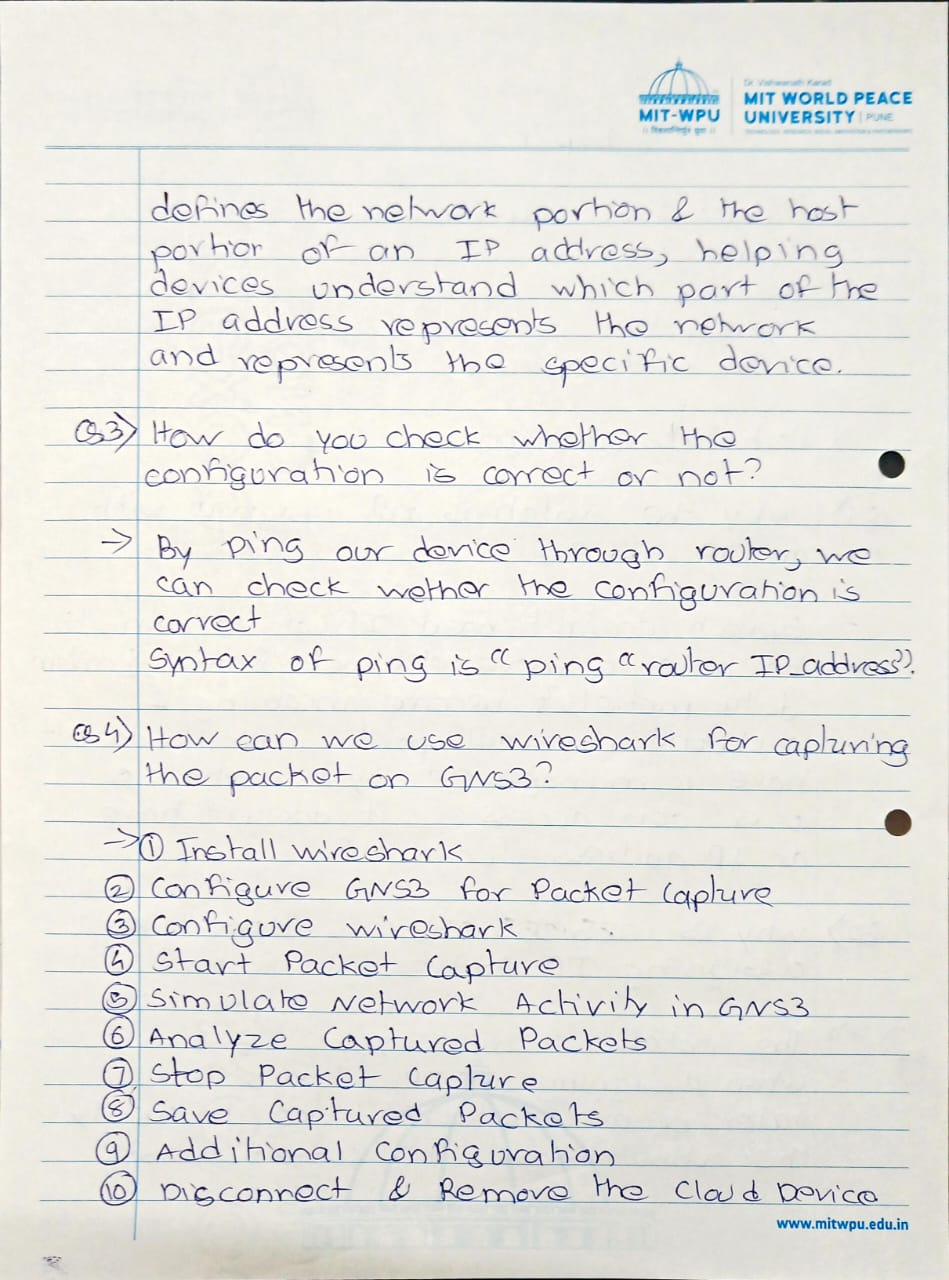 Dr. Vishwanath Karad
MIT-WPU
MIT WORLD PEACE
UNIVERSITY | PUNE
defines the network portion & the host
portior of an IP address, helping
devices understand which part of the
IP address represents the network
and represents the specific device.
Q3) How do you check whether the
configuration is correct or not?
→ By ping our device through router, we
can check wether the configuration is
correct
Syntax of ping is “ ping “router IP_address”.
Q4) How can we use wireshark for capturing
the packet on GNS3?
→ ① Install wireshark
② Configure GNS3 for Packet Capture
③ Configure wireshark
④ Start Packet Capture
⑤ Simulate Network Activity in GNS3
⑥ Analyze Captured Packets
⑦ Stop Packet Capture
⑧ Save Captured Packets
⑨ Additional Configuration
⑩ Disconnect & Remove the Cloud Device
www.mitwpu.edu.in